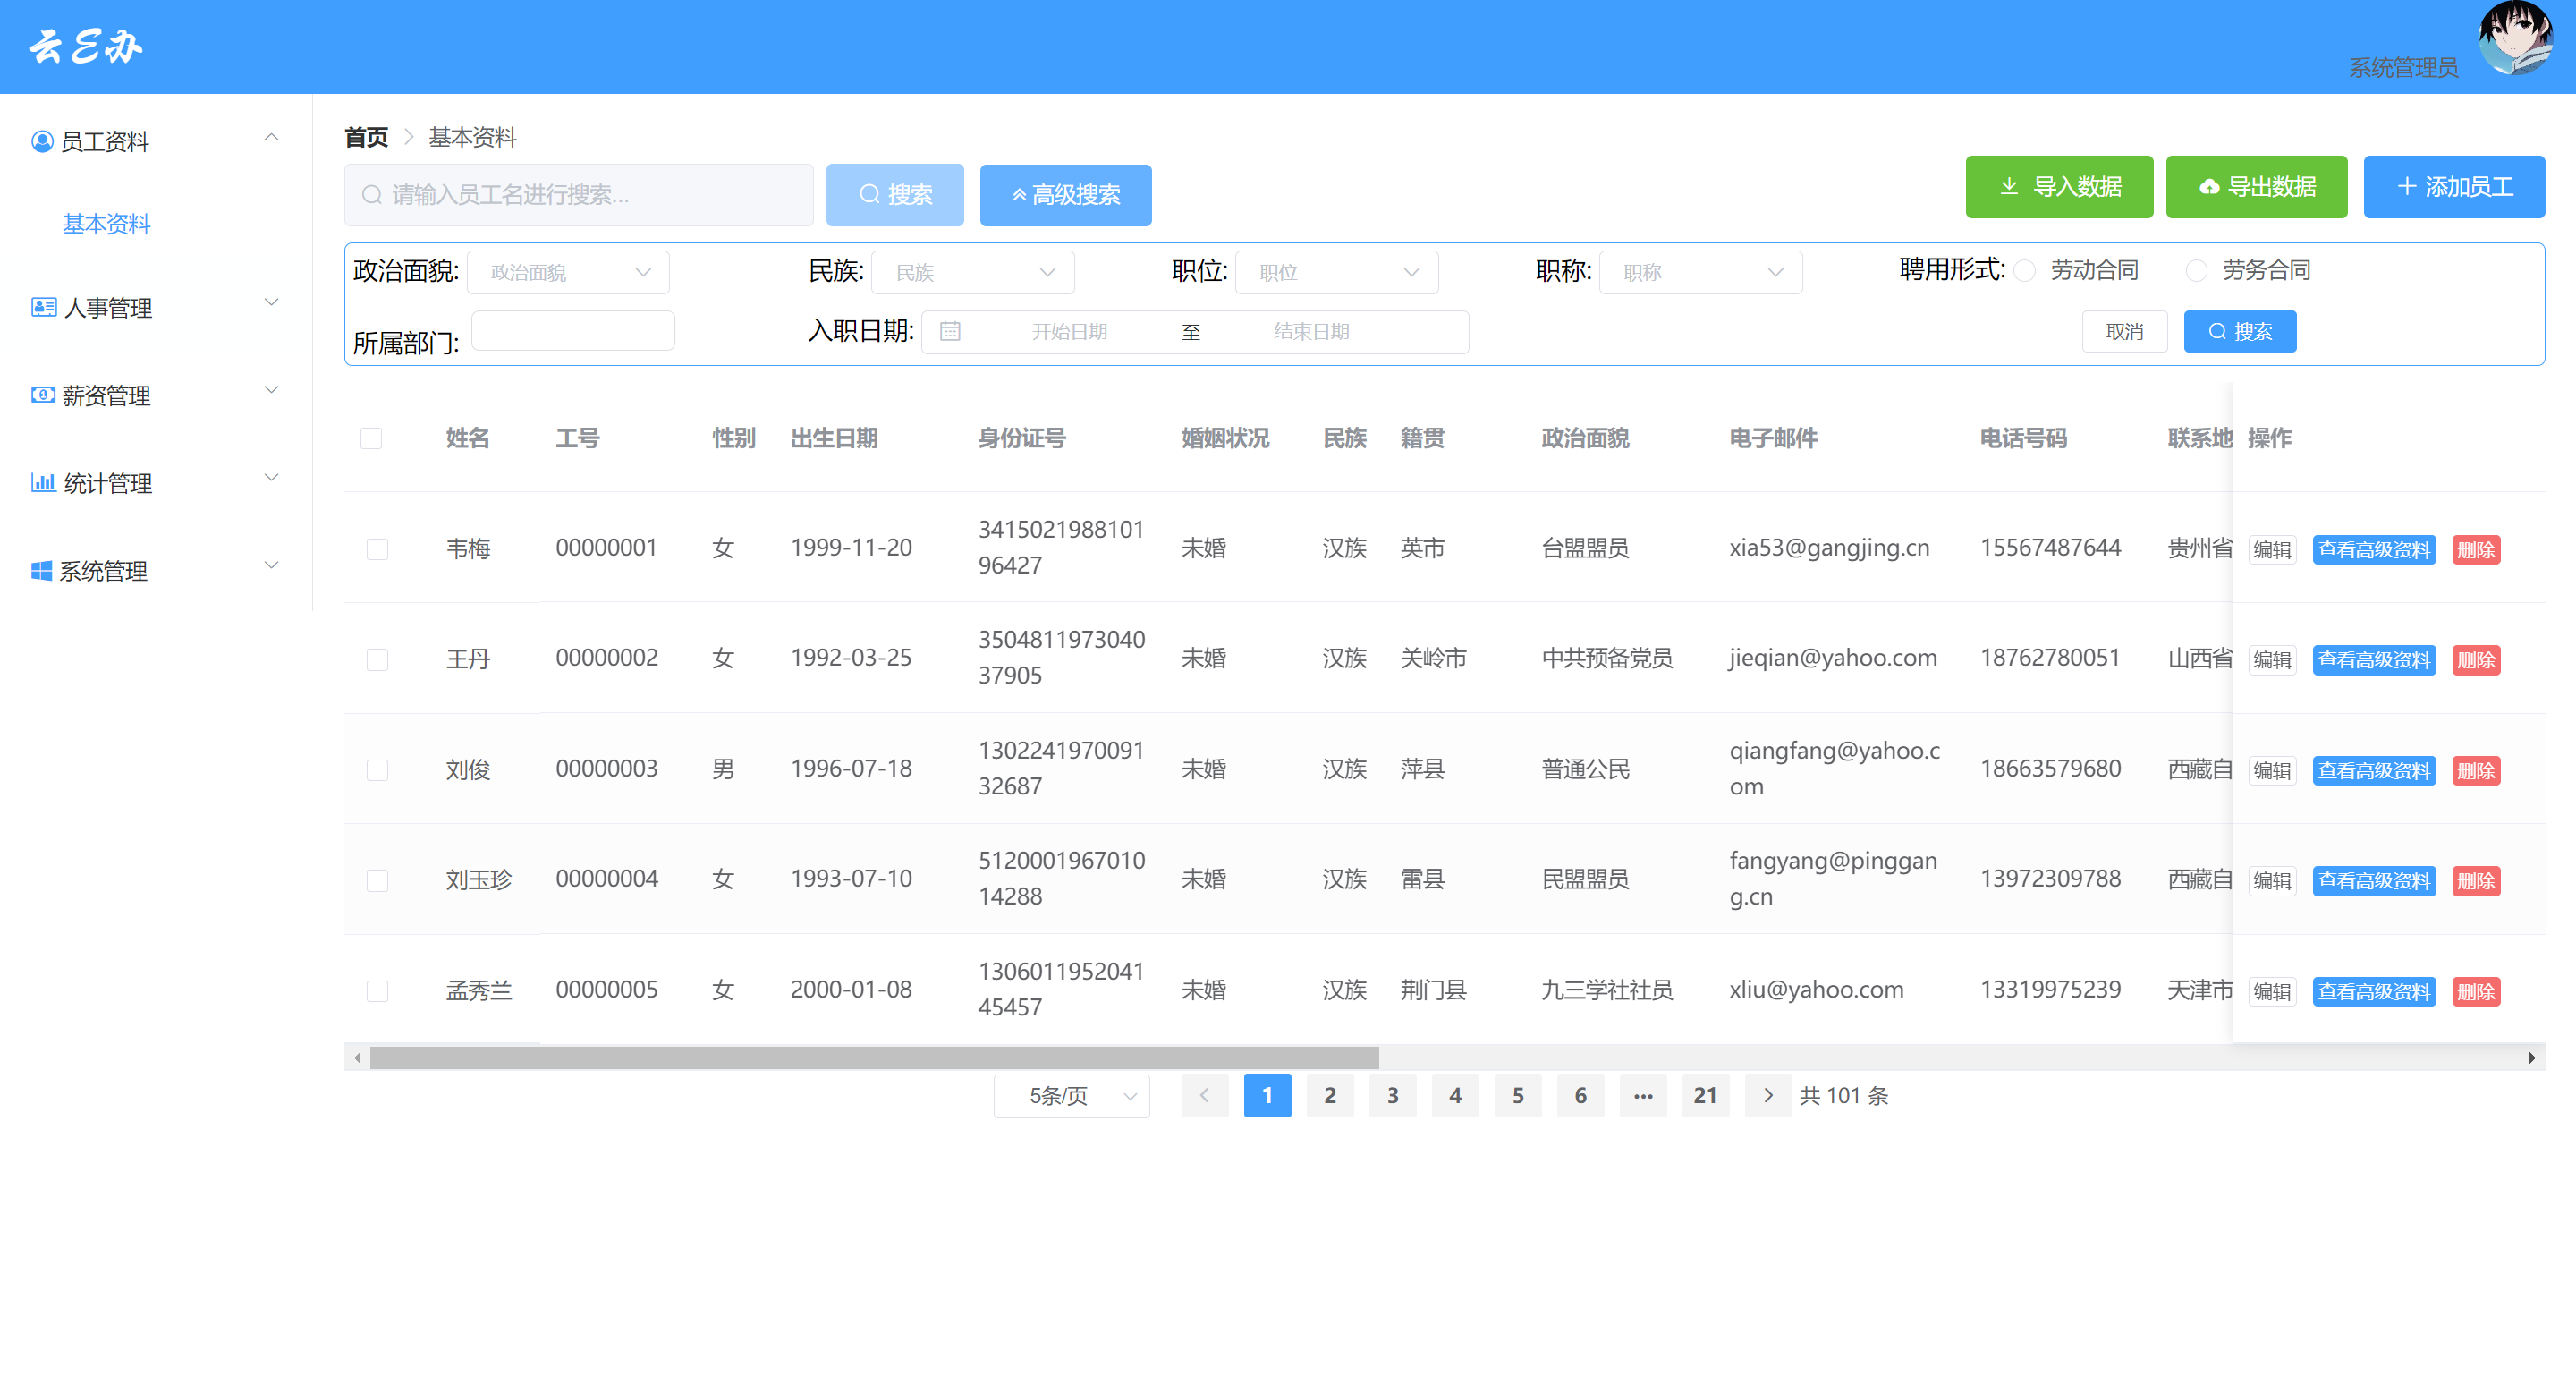 云E办
系统管理员
员工资料
基本资料
人事管理
薪资管理
统计管理
系统管理
首页 基本资料
请输入员工名进行搜索... 搜索 高级搜索 导入数据 导出数据 添加员工
政治面貌: 政治面貌 民族: 民族 职位: 职位 职称: 职称 聘用形式: 劳动合同 劳务合同
所属部门: 入职日期: 开始日期 至 结束日期 取消 搜索
姓名 工号 性别 出生日期 身份证号 婚姻状况 民族 籍贯 政治面貌 电子邮件 电话号码 联系地 操作
韦梅 00000001 女 1999-11-20 3415021988101 未婚 汉族 英市 台盟盟员 xia53@gangjing.cn 15567487644 贵州省 编辑 查看高级资料 删除
96427
王丹 00000002 女 1992-03-25 3504811973040 未婚 汉族 关岭市 中共预备党员 jieqian@yahoo.com 18762780051 山西省 编辑 查看高级资料 删除
37905
刘俊 00000003 男 1996-07-18 1302241970091 未婚 汉族 萍县 普通公民 qiangfang@yahoo.c 18663579680 西藏自 编辑 查看高级资料 删除
32687 om
刘玉珍 00000004 女 1993-07-10 5120001967010 未婚 汉族 雷县 民盟盟员 fangyang@pinggan 13972309788 西藏自 编辑 查看高级资料 删除
14288 g.cn
孟秀兰 00000005 女 2000-01-08 1306011952041 未婚 汉族 荆门县 九三学社社员 xliu@yahoo.com 13319975239 天津市 编辑 查看高级资料 删除
45457
5条/页 1 2 3 4 5 6 ··· 21 共 101 条